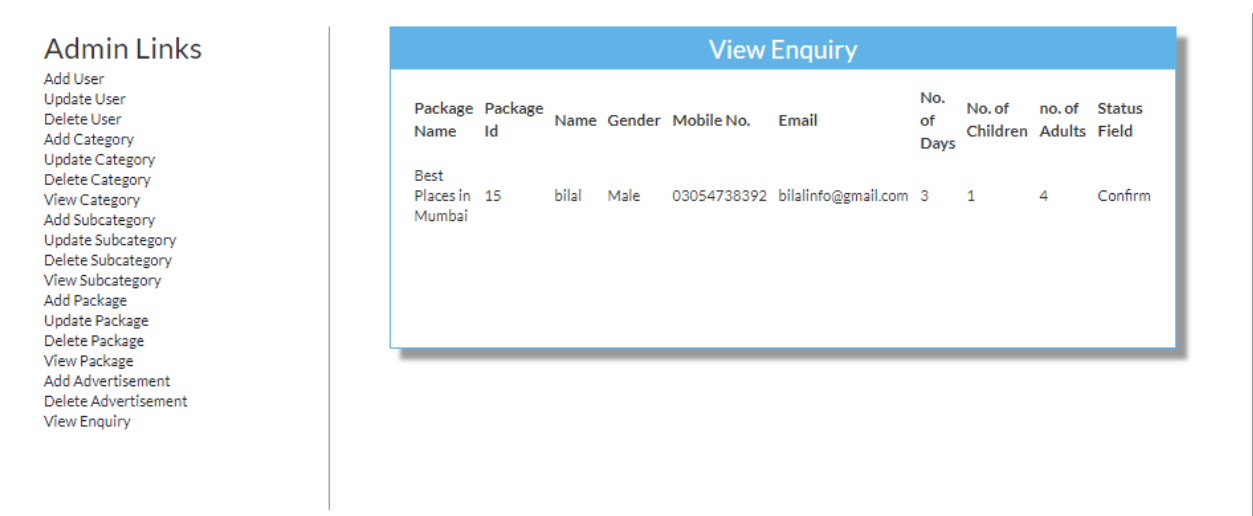 Admin Links
Add User
Update User
Delete User
Add Category
Update Category
Delete Category
View Category
Add Subcategory
Update Subcategory
Delete Subcategory
View Subcategory
Add Package
Update Package
Delete Package
View Package
Add Advertisement
Delete Advertisement
View Enquiry
View Enquiry
Package Name Package Id Name Gender Mobile No. Email No. of Days No. of Children no. of Adults Status Field
Best Places in Mumbai 15 bilal Male 03054738392 bilalinfo@gmail.com 3 1 4 Confirm